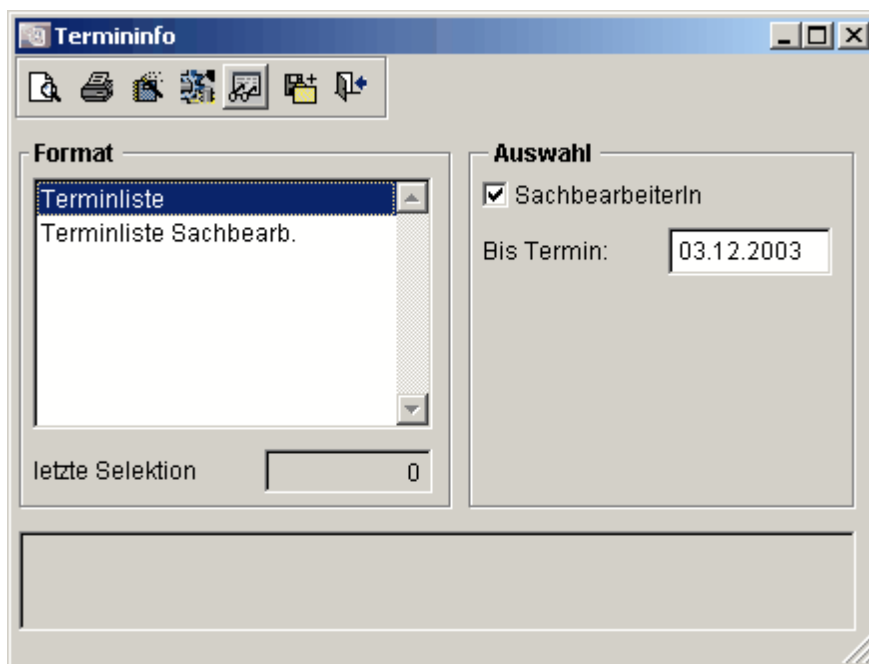 Termininfo
Format
Terminliste
Terminliste Sachbearb.
letzte Selektion 0
Auswahl
SachbearbeiterIn
Bis Termin: 03.12.2003